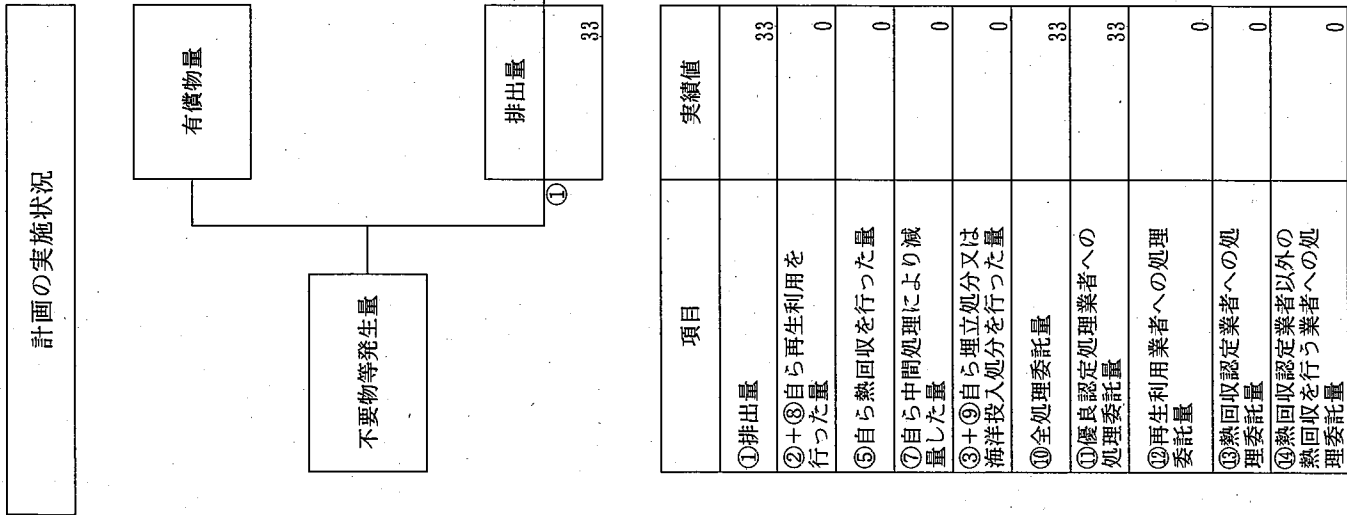 計画の実施状況
有償物量
不要物等発生量
①
排出量
33
項目
実績値
①排出量
33
②+⑧自ら再生利用を
行った量
0
⑤自ら熱回収を行った量
0
⑦自ら中間処理により減
量した量
0
③+⑨自ら埋立処分又は
海洋投入処分を行った量
0
⑩全処理委託量
33
⑪優良認定処理業者への
処理委託量
33
⑫再生利用業者への処理
委託量
0
⑬熱回収認定業者への処
理委託量
0
⑭熱回収認定業者以外の
熱回収を行う業者への処
理委託量
0